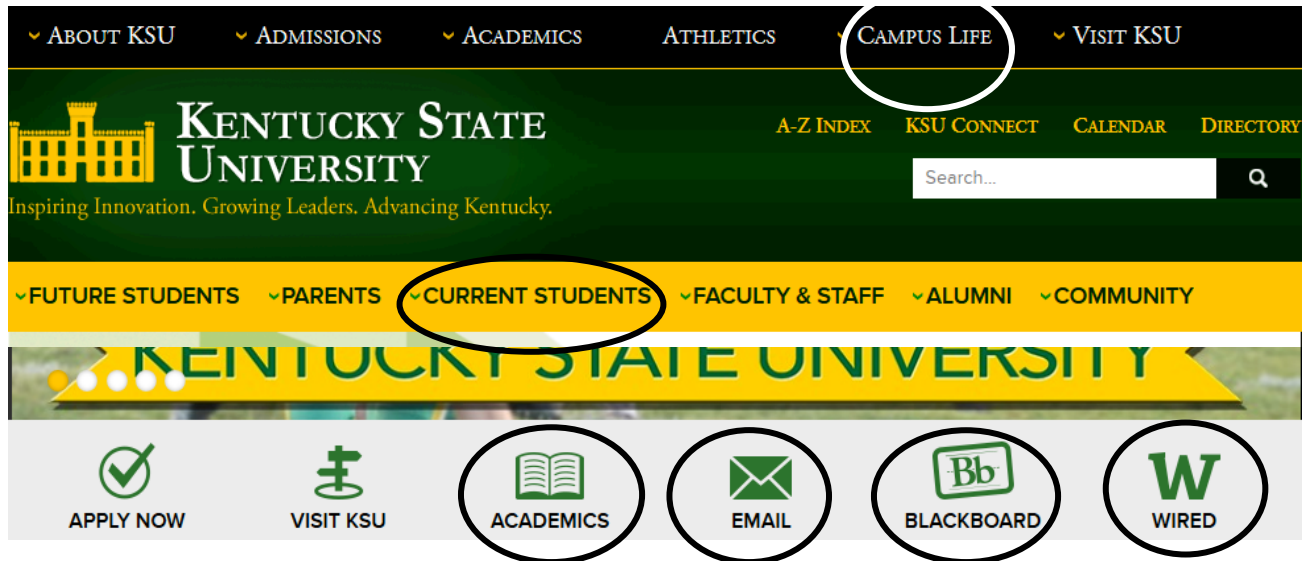 ABOUT KSU ADMISSIONS ACADEMICS ATHLETICS CAMPUS LIFE VISIT KSU
KENTUCKY STATE
UNIVERSITY
Inspiring Innovation. Growing Leaders. Advancing Kentucky.
A-Z INDEX KSU CONNECT CALENDAR DIRECTORY
Search...
FUTURE STUDENTS PARENTS CURRENT STUDENTS FACULTY & STAFF ALUMNI COMMUNITY
KENTUCKY STATE UNIVERSITY
Bb W
APPLY NOW VISIT KSU ACADEMICS EMAIL BLACKBOARD WIRED